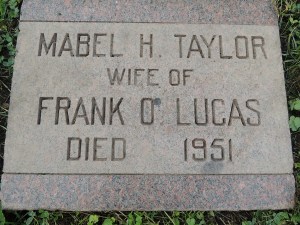 MABEL H. TAYLOR
WIFE OF
FRANK O. LUCAS
DIED 1951